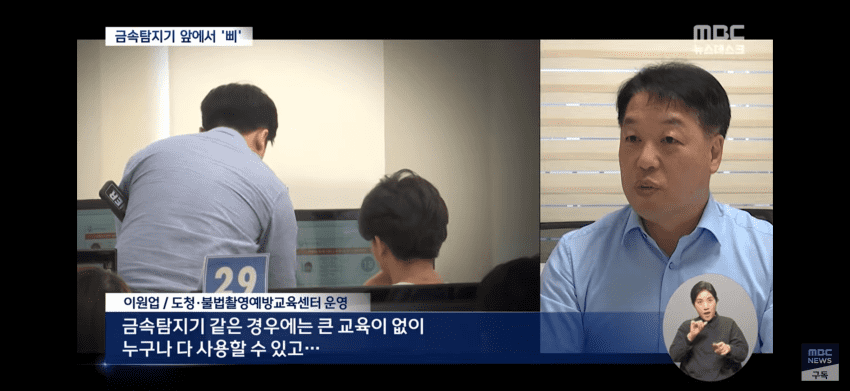 금속탐지기 앞에서 '삐'
MBC
뉴스데스크
ER
29
이원업 / 도청·불법촬영예방교육센터 운영
금속탐지기 같은 경우에는 큰 교육이 없이
누구나 다 사용할 수 있고…
MBC
NEWS
구독